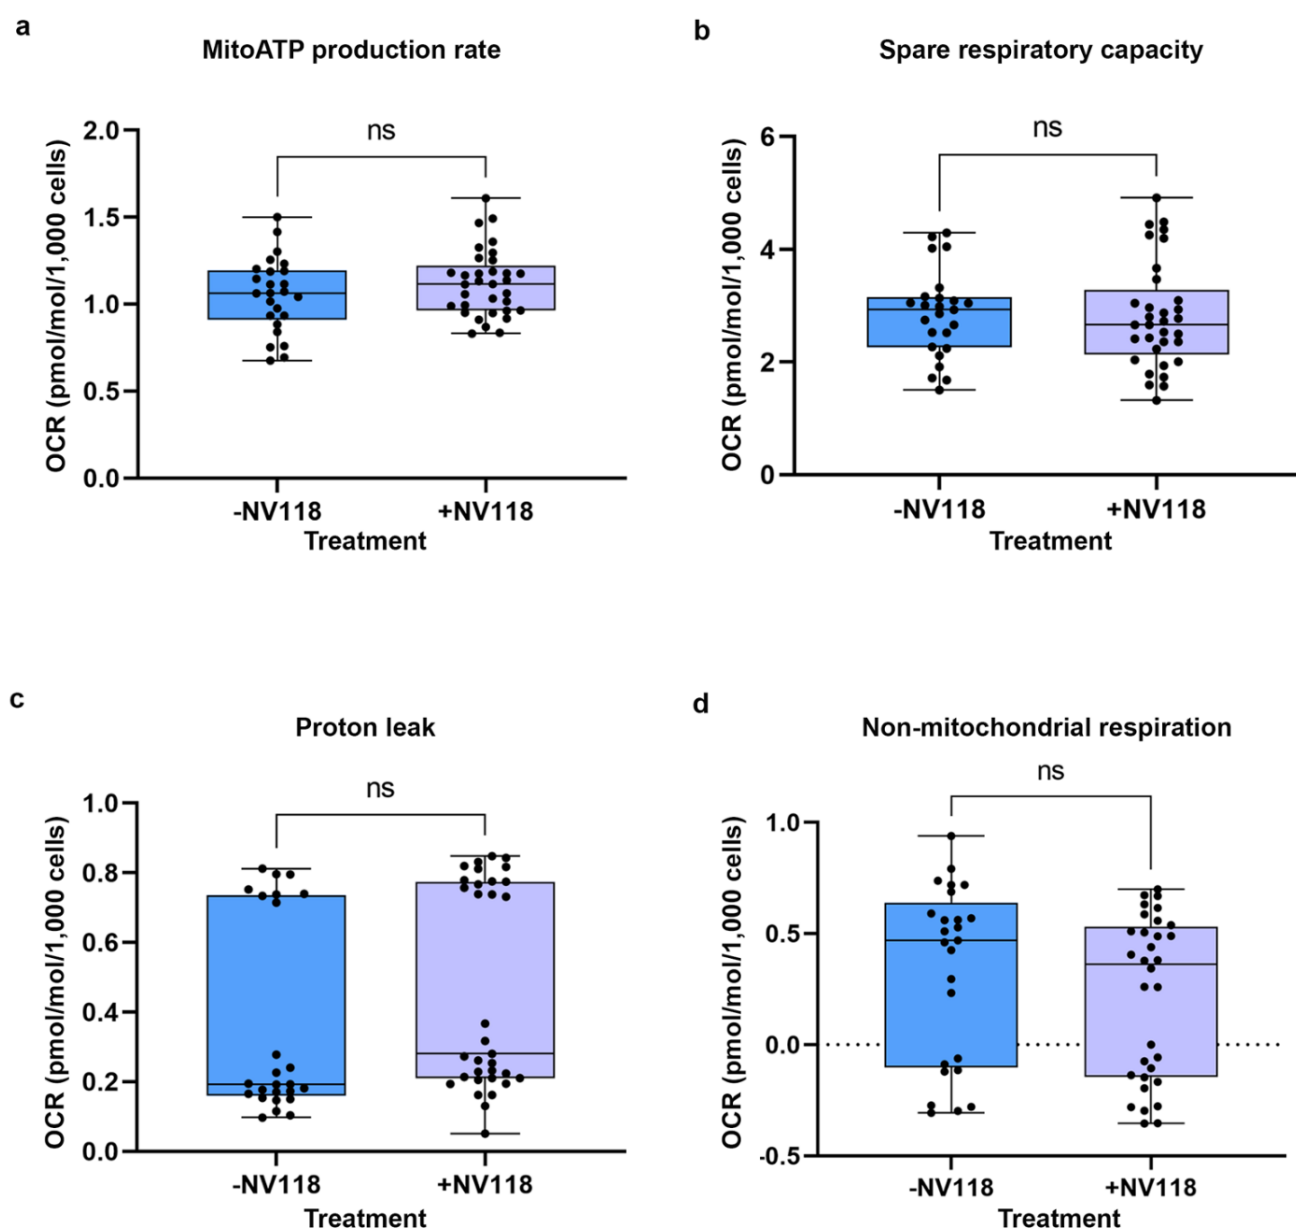 a
MitoATP production rate
OCR (pmol/mol/1,000 cells)
2.0
1.5
1.0
0.5
0.0
ns
-NV118
+NV118
Treatment
b
Spare respiratory capacity
OCR (pmol/mol/1,000 cells)
6
4
2
0
ns
-NV118
+NV118
Treatment
c
Proton leak
OCR (pmol/mol/1,000 cells)
1.0
0.8
0.6
0.4
0.2
0.0
ns
-NV118
+NV118
Treatment
d
Non-mitochondrial respiration
OCR (pmol/mol/1,000 cells)
1.0
0.5
0.0
-0.5
ns
-NV118
+NV118
Treatment